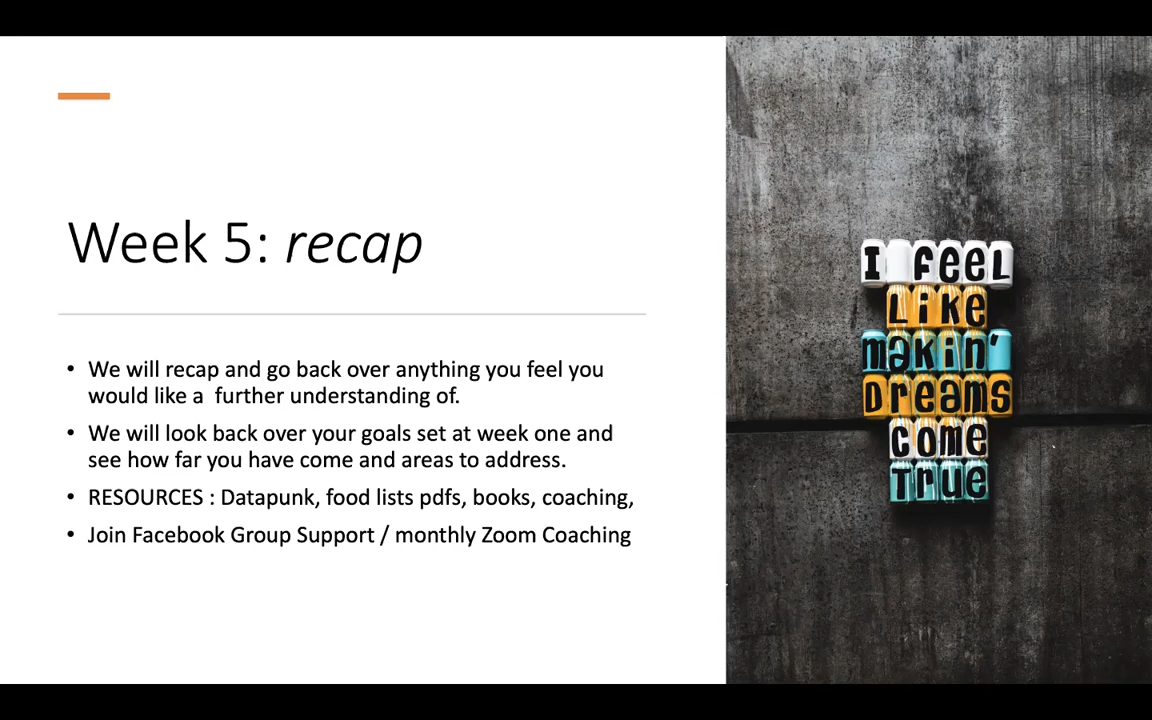 Week 5: recap
• We will recap and go back over anything you feel you
would like a  further understanding of.
• We will look back over your goals set at week one and
see how far you have come and areas to address.
• RESOURCES : Datapunk, food lists pdfs, books, coaching,
• Join Facebook Group Support / monthly Zoom Coaching
I feel
Like
makin'
Dreams
come
True